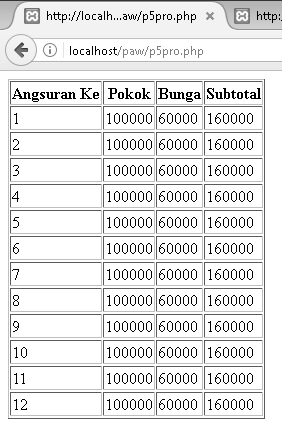 http://localh...aw/p5pro.php × http:/
localhost/paw/p5pro.php
Angsuran Ke Pokok Bunga Subtotal
1 100000 60000 160000
2 100000 60000 160000
3 100000 60000 160000
4 100000 60000 160000
5 100000 60000 160000
6 100000 60000 160000
7 100000 60000 160000
8 100000 60000 160000
9 100000 60000 160000
10 100000 60000 160000
11 100000 60000 160000
12 100000 60000 160000